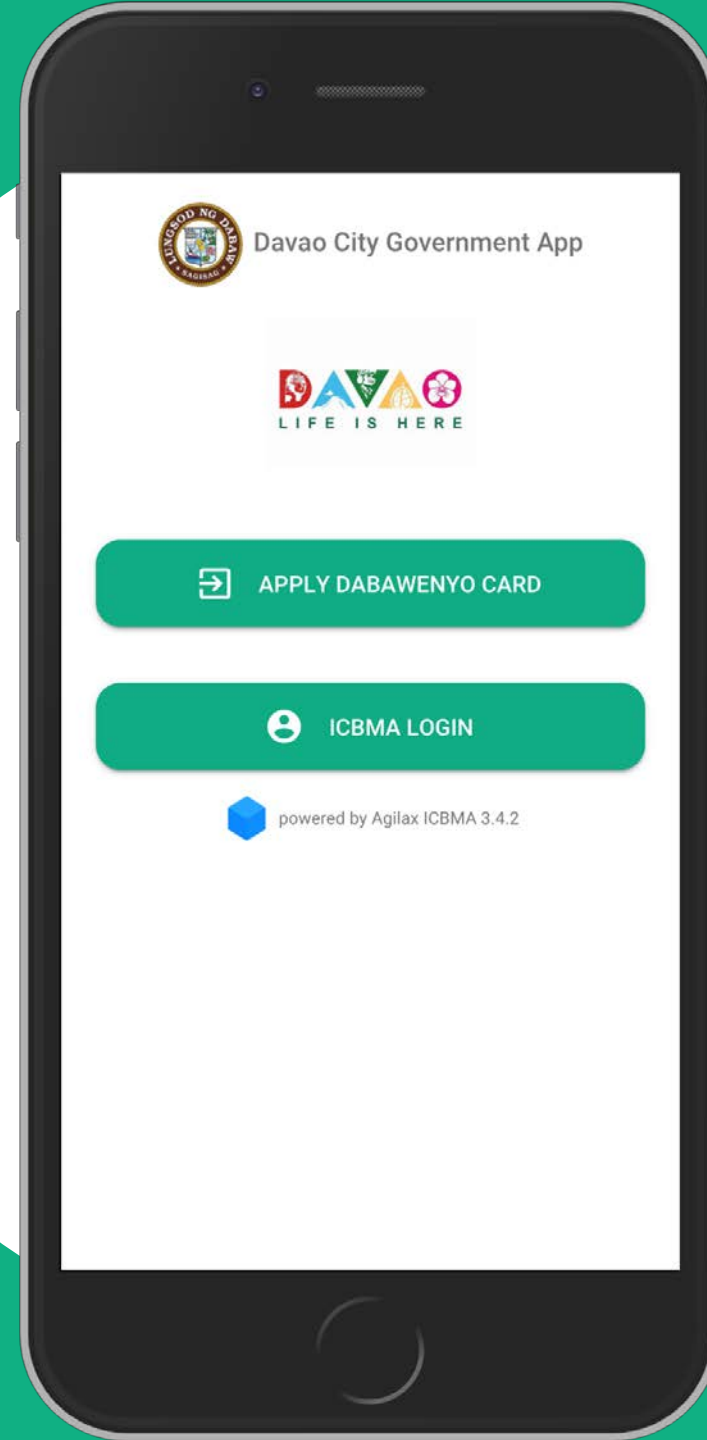 LUNGSOD NG DABAW
SAGISAG
Davao City Government App
DAVAO
LIFE IS HERE
APPLY DABAWENYO CARD
ICBMA LOGIN
powered by Agilax ICBMA 3.4.2